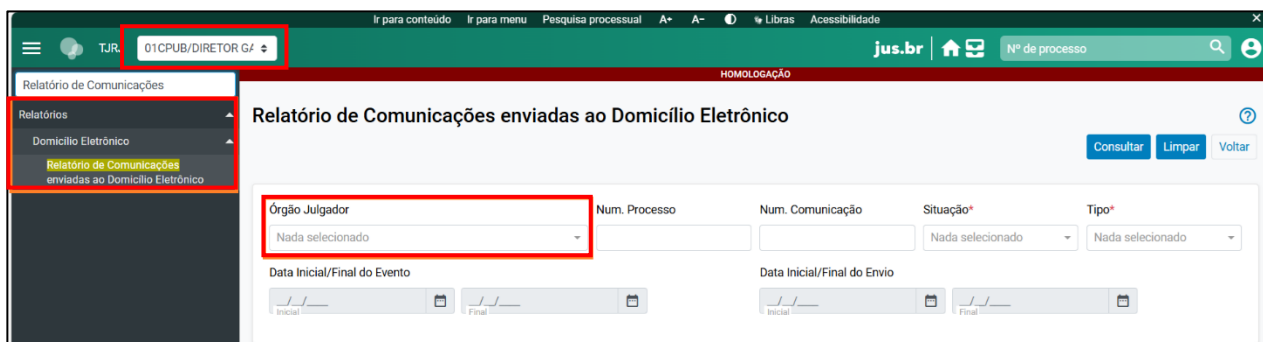 Ir para conteúdo Ir para menu Pesquisa processual A+ A- Libras Acessibilidade
TJR. 01CPUB/DIRETOR GA jus.br Nº de processo
HOMOLOGAÇÃO
Relatório de Comunicações
Relatórios
Domicílio Eletrônico
Relatório de Comunicações
enviadas ao Domicílio Eletrônico
Relatório de Comunicações enviadas ao Domicílio Eletrônico
Consultar Limpar Voltar
Órgão Julgador Num. Processo Num. Comunicação Situação* Tipo*
Nada selecionado Nada selecionado Nada selecionado
Data Inicial/Final do Evento Data Inicial/Final do Envio
__/__/____ __/__/____ __/__/____ __/__/____
Inicial Final Inicial Final